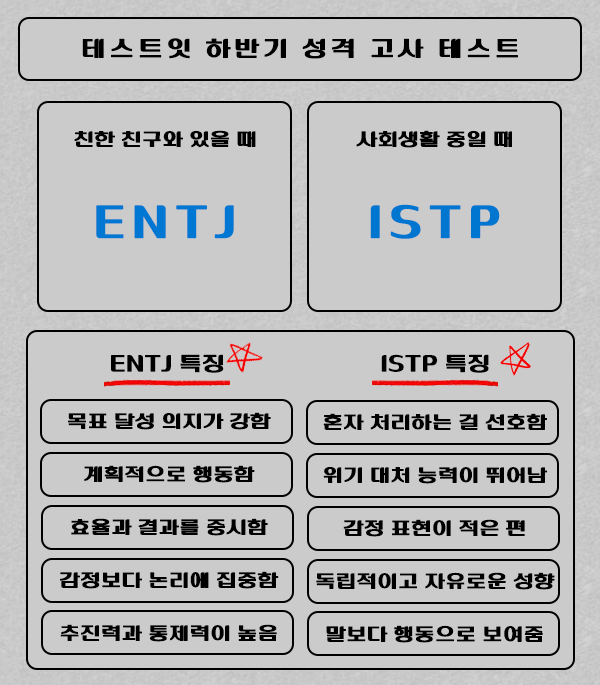 테스트잇 하반기 성격 고사 테스트
친한 친구와 있을 때
ENTJ
사회생활 중일 때
ISTP
ENTJ 특징
목표 달성 의지가 강함
계획적으로 행동함
효율과 결과를 중시함
감정보다 논리에 집중함
추진력과 통제력이 높음
ISTP 특징
혼자 처리하는 걸 선호함
위기 대처 능력이 뛰어남
감정 표현이 적은 편
독립적이고 자유로운 성향
말보다 행동으로 보여줌